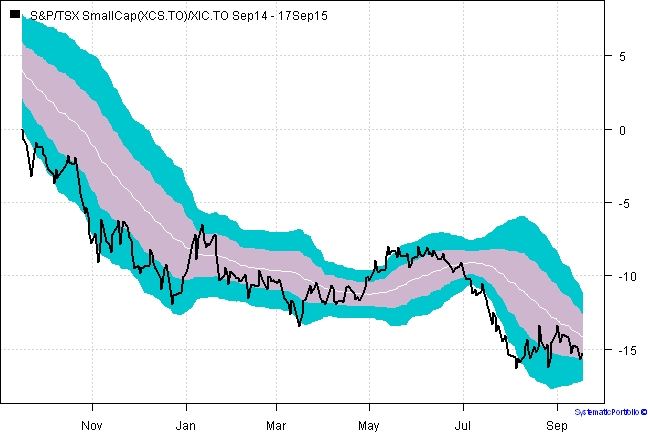 S&P/TSX SmallCap(XCS.TO)/XIC.TO Sep14 - 17Sep15
5
0
-5
-10
-15
Nov Jan Mar May Jul Sep
SystematicPortfolio ©